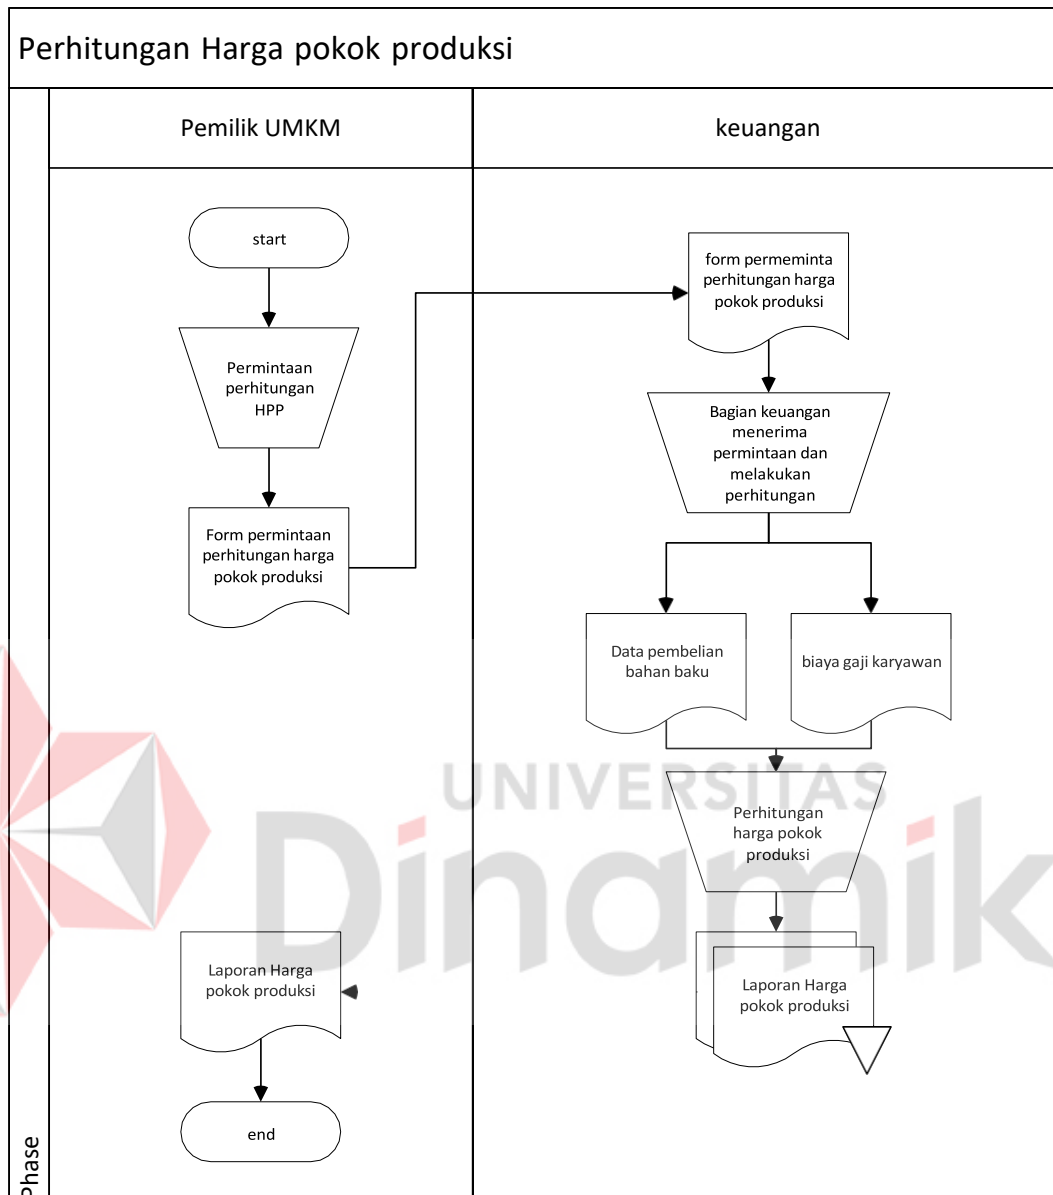 Perhitungan Harga pokok produksi
Pemilik UMKM
keuangan
start
Permintaan
perhitungan
HPP
Form permintaan
perhitungan harga
pokok produksi
form permeminta
perhitungan harga
pokok produksi
Bagian keuangan
menerima
permintaan dan
melakukan
perhitungan
Data pembelian
bahan baku
biaya gaji karyawan
Perhitungan
harga pokok
produksi
Laporan Harga
pokok produksi
Laporan Harga
pokok produksi
end
Phase
UNIVERSITAS
Dinamik